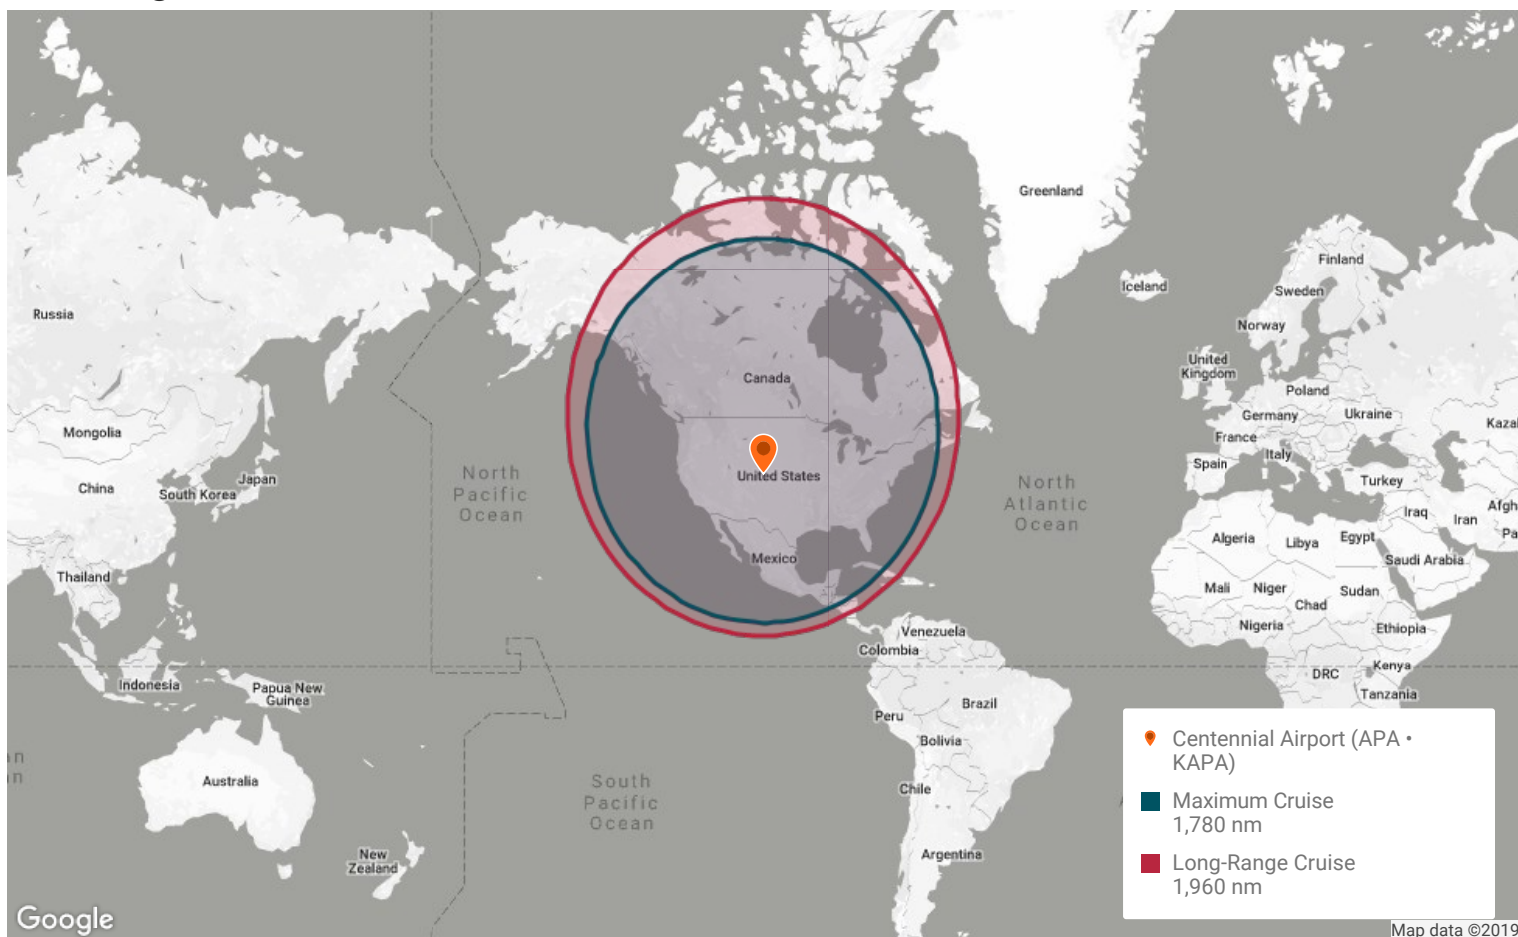 Greenland
Iceland
Finland
Sweden
Norway
Russia
United
Kingdom
Poland
Canada
Germany
Ukraine
Kazal
Mongolia
France
Italy
Spain
Turkey
North
Pacific
Ocean
United States
North
Atlantic
Ocean
China
South Korea
Japan
Iraq
Iran
Afgh
Pa
Algeria
Libya
Egypt
Saudi Arabia
Mexico
Thailand
Mali
Niger
Chad
Sudan
Nigeria
Ethiopia
Venezuela
Colombia
Kenya
DRC
Tanzania
Indonesia
Papua New
Guinea
Brazil
Peru
Bolivia
an
an
Australia
South
Pacific
Ocean
Chile
New
Zealand
Argentina
Centennial Airport (APA •
KAPA)
Maximum Cruise
1,780 nm
Long-Range Cruise
1,960 nm
Google
Map data ©2019